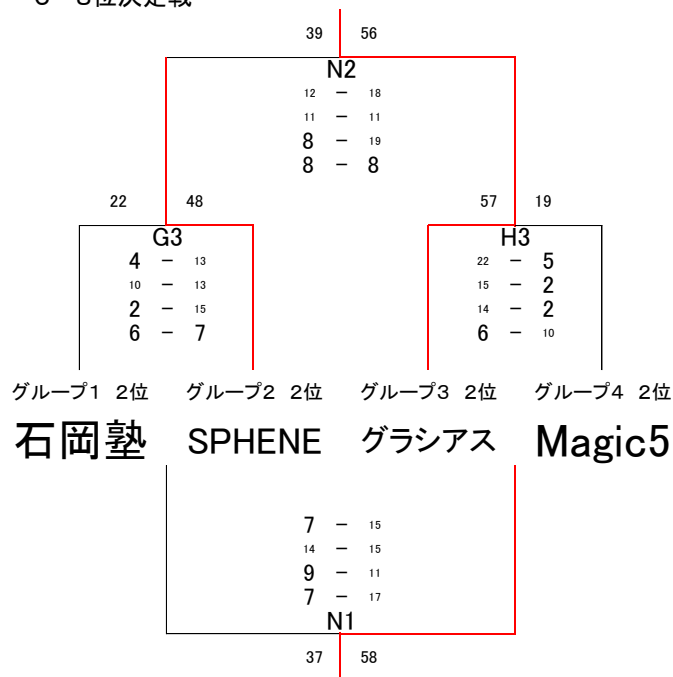 39 56
N2
12 － 18
11 － 11
8 － 19
8 － 8
22 48 57 19
G3 H3
4 － 13 22 － 5
10 － 13 15 － 2
2 － 15 14 － 2
6 － 7 6 － 10
グループ1 2位 グループ2 2位 グループ3 2位 グループ4 2位
石岡塾 SPHENE グラシアス Magic5
7 － 15
14 － 15
9 － 11
7 － 17
N1
37 58